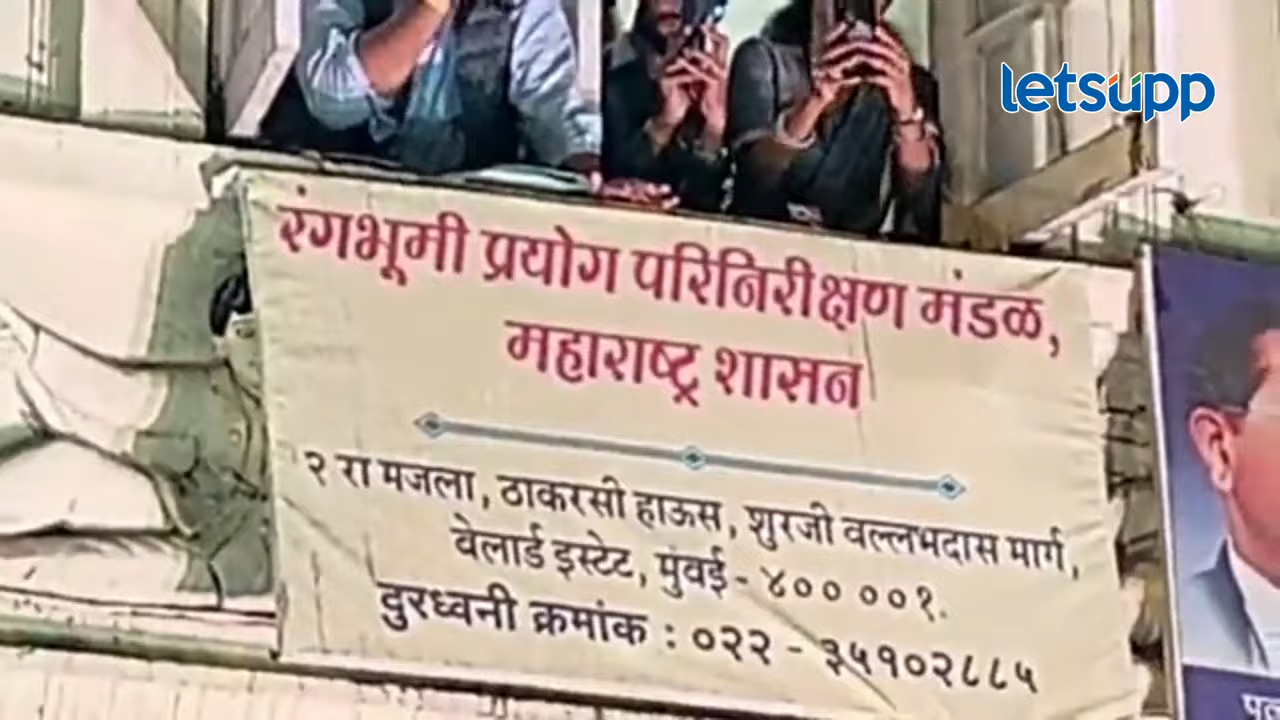 letsupp
रंगभूमी प्रयोग परिनिरीक्षण मंडळ,
महाराष्ट्र शासन
२ रा मजला, ठाकरसी हाऊस, शुरजी वल्लभदास मार्ग,
वेलार्ड इस्टेट, मुंबई - ४०० ००१.
दुरध्वनी क्रमांक : ०२२ - ३५१०२८८५